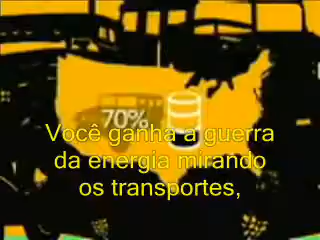 70%
Você ganha a guerra
da energia mirando
os transportes,